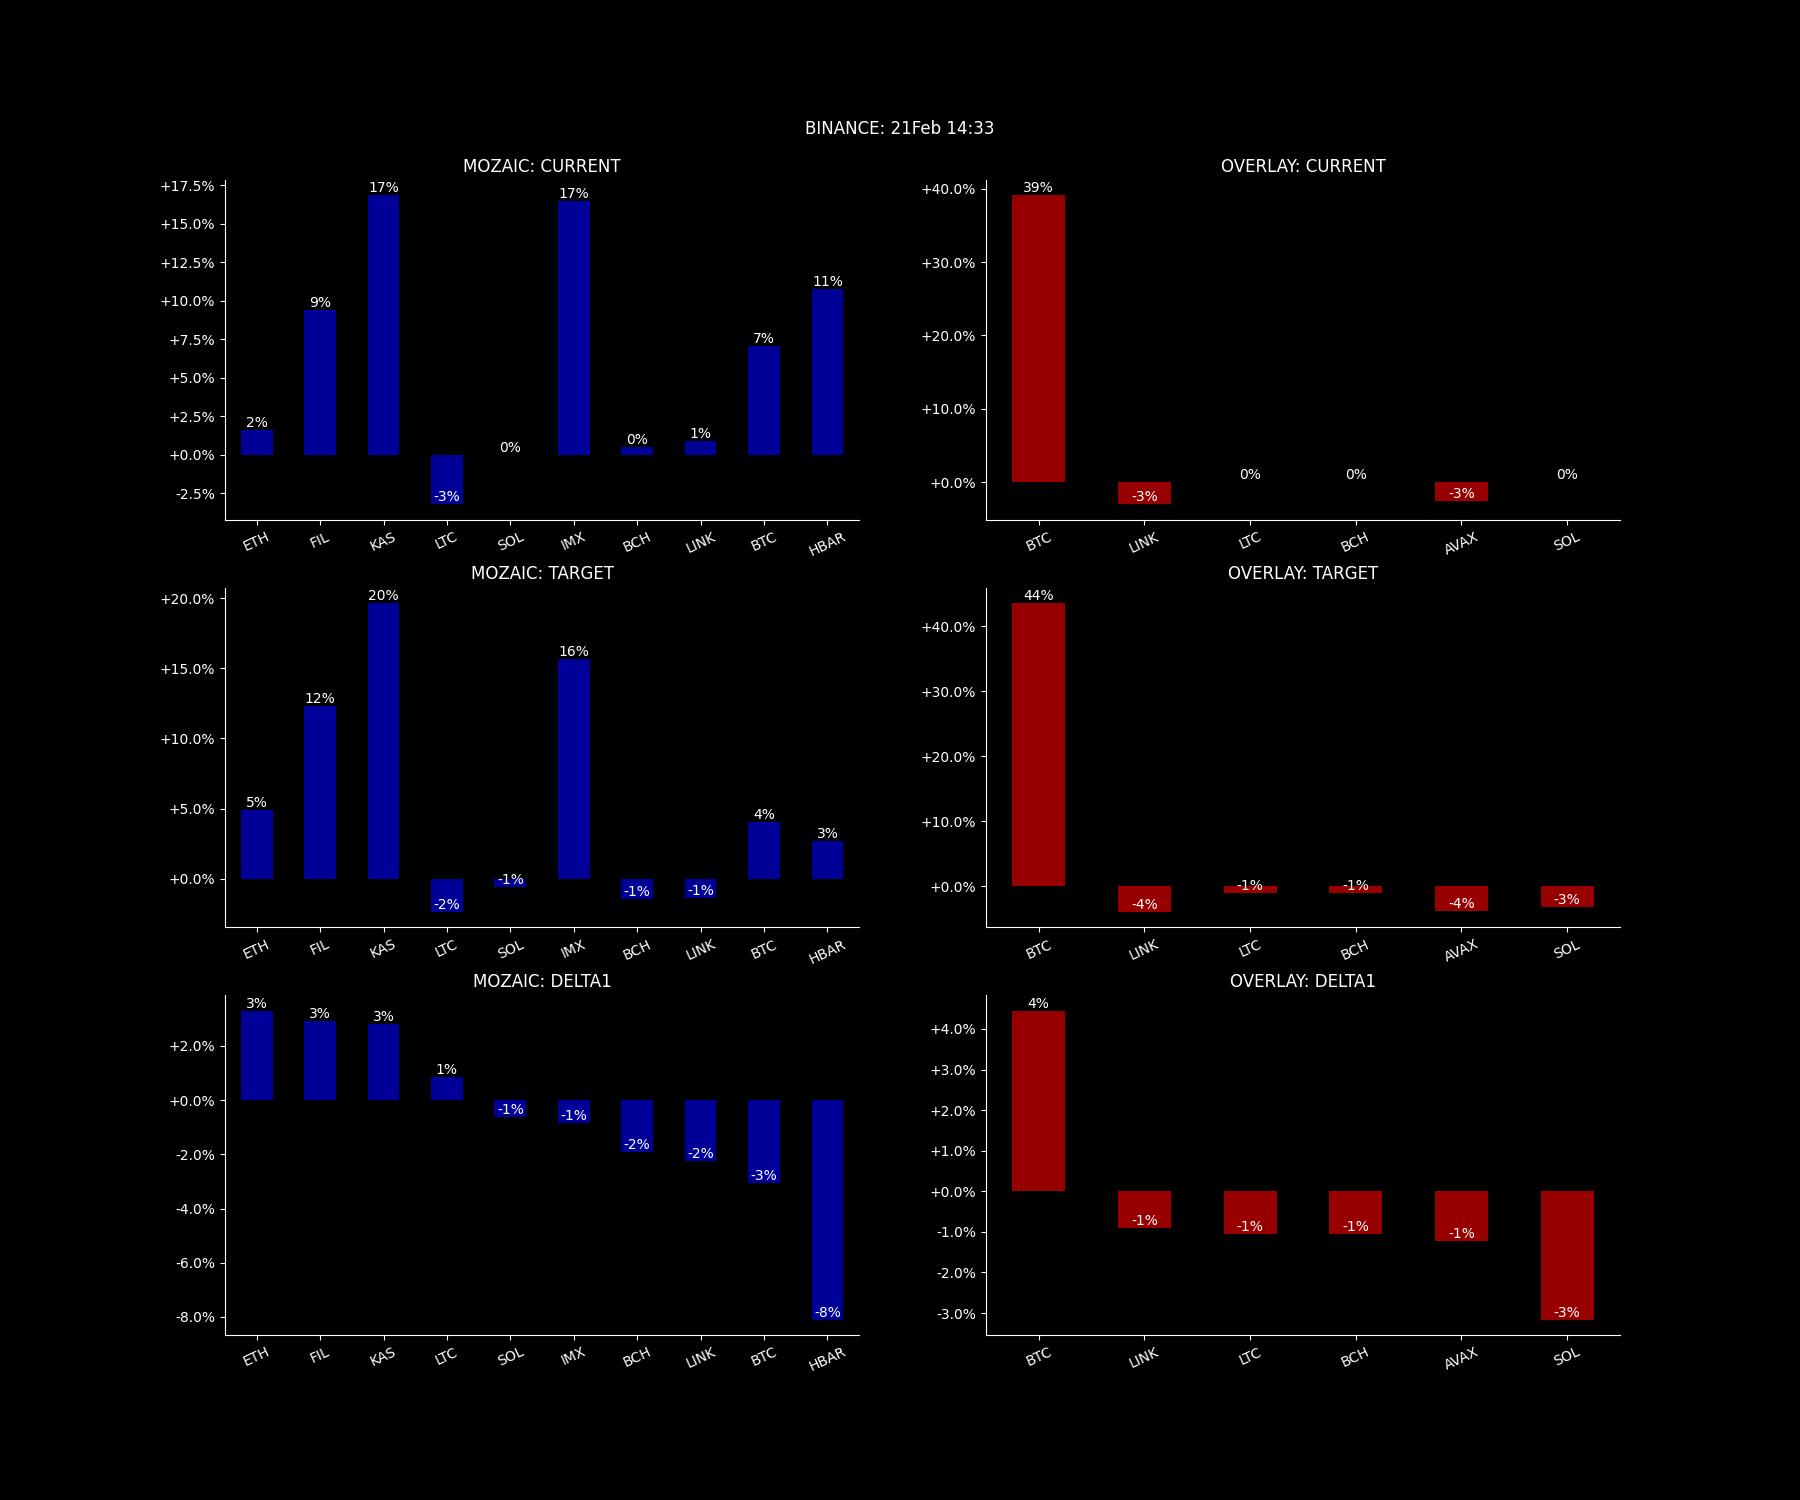 BINANCE: 21Feb 14:33
MOZAIC: CURRENT
+17.5%
+15.0%
+12.5%
+10.0%
+7.5%
+5.0%
+2.5%
+0.0%
-2.5%
2%
9%
17%
-3%
0%
17%
0%
1%
7%
11%
ETH
FIL
KAS
LTC
SOL
IMX
BCH
LINK
BTC
HBAR
OVERLAY: CURRENT
+40.0%
+30.0%
+20.0%
+10.0%
+0.0%
39%
-3%
0%
0%
-3%
0%
BTC
LINK
LTC
BCH
AVAX
SOL
MOZAIC: TARGET
+20.0%
+15.0%
+10.0%
+5.0%
+0.0%
5%
12%
20%
-2%
-1%
16%
-1%
-1%
4%
3%
ETH
FIL
KAS
LTC
SOL
IMX
BCH
LINK
BTC
HBAR
OVERLAY: TARGET
+40.0%
+30.0%
+20.0%
+10.0%
+0.0%
44%
-4%
-1%
-1%
-4%
-3%
BTC
LINK
LTC
BCH
AVAX
SOL
MOZAIC: DELTA1
+2.0%
+0.0%
-2.0%
-4.0%
-6.0%
-8.0%
3%
3%
3%
1%
-1%
-1%
-2%
-2%
-3%
-8%
ETH
FIL
KAS
LTC
SOL
IMX
BCH
LINK
BTC
HBAR
OVERLAY: DELTA1
+4.0%
+3.0%
+2.0%
+1.0%
+0.0%
-1.0%
-2.0%
-3.0%
4%
-1%
-1%
-1%
-1%
-3%
BTC
LINK
LTC
BCH
AVAX
SOL